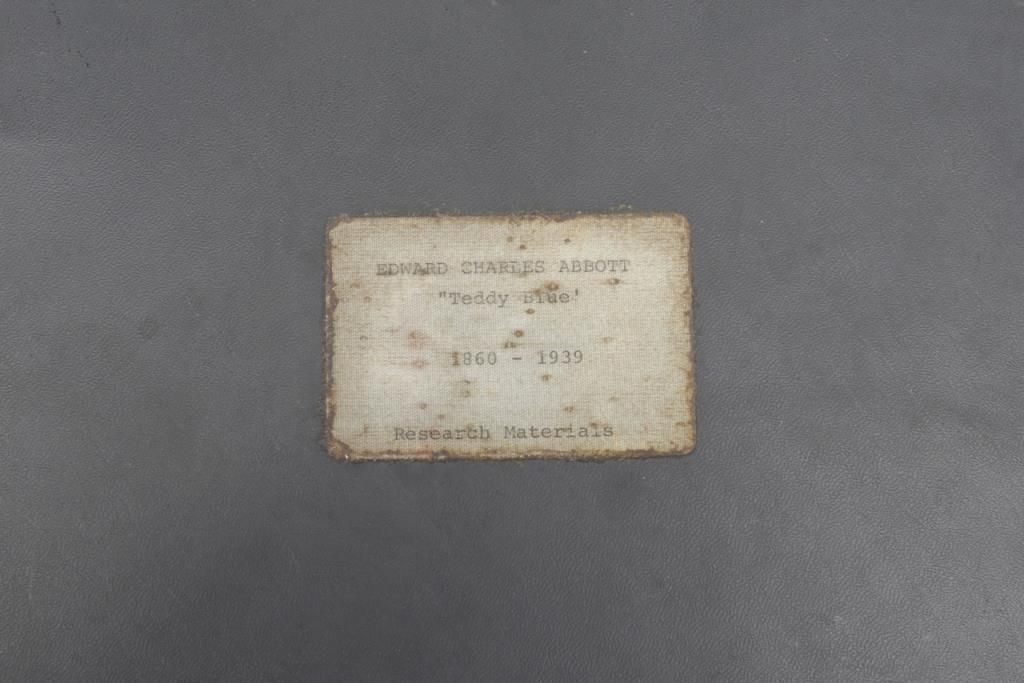 EDWARD CHARLES ABBOTT
"Teddy Blue'
1860 - 1939
Research Materials